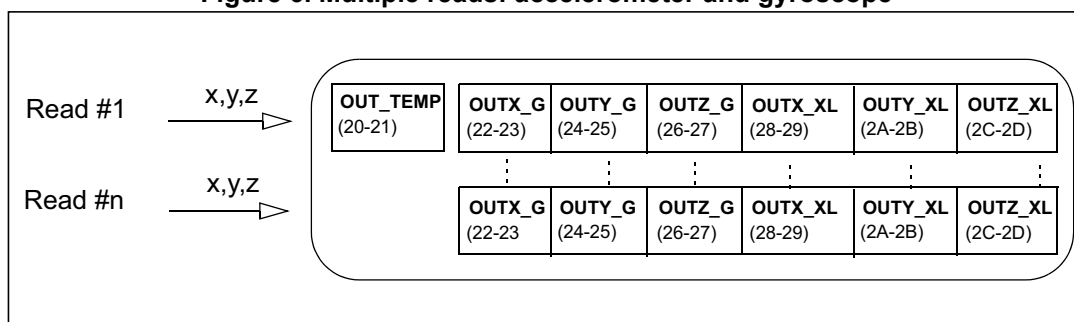 Figure 6. Multiple reads: accelerometer and gyroscope
Read #1
x,y,z
OUT_TEMP
(20-21)
OUTX_G OUTY_G OUTZ_G OUTX_XL OUTY_XL OUTZ_XL
(22-23) (24-25) (26-27) (28-29) (2A-2B) (2C-2D)
Read #n
x,y,z
OUTX_G OUTY_G OUTZ_G OUTX_XL OUTY_XL OUTZ_XL
(22-23 (24-25) (26-27) (28-29) (2A-2B) (2C-2D)